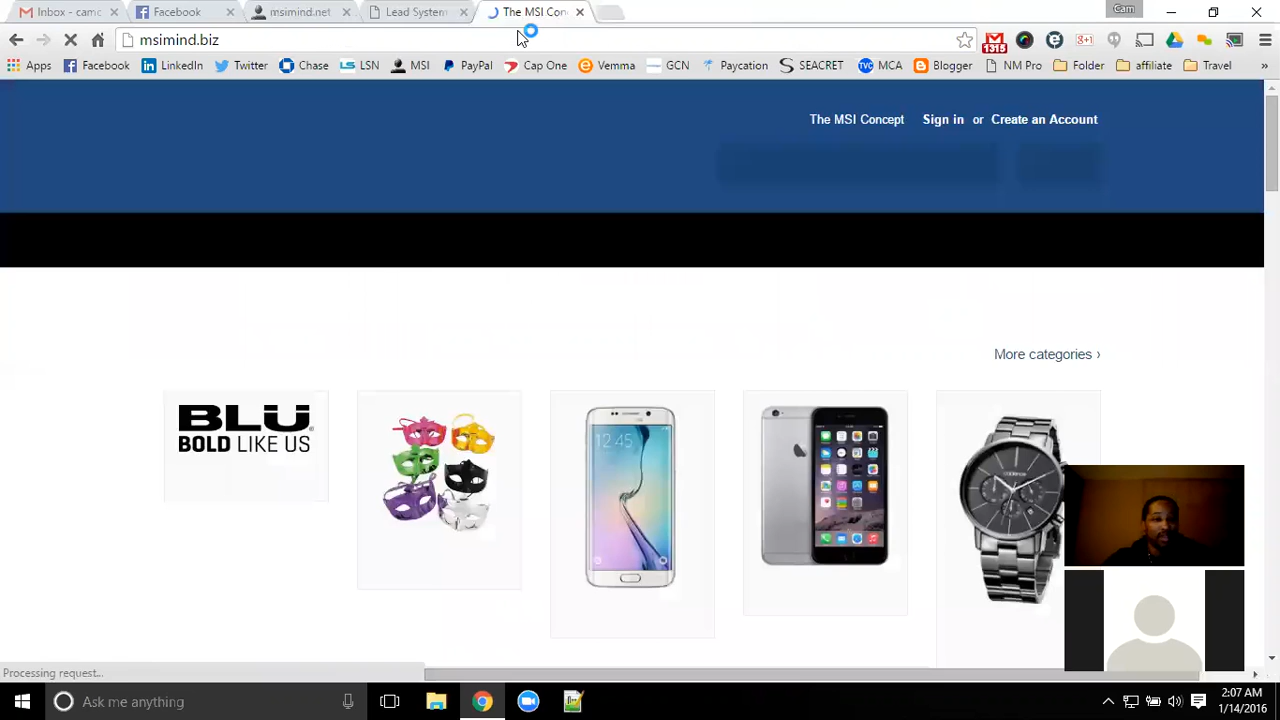 Inbox - camc
Facebook
msimind.net
Lead System
The MSI Con
Cam
msimind.biz
1315
Apps
Facebook
LinkedIn
Twitter
Chase
LSN
MSI
PayPal
Cap One
Vemma
GCN
Paycation
SEACRET
MCA
Blogger
NM Pro
Folder
affiliate
Travel
»
The MSI Concept
Sign in or Create an Account
More categories ›
BLU
BOLD LIKE US
12:45
Processing request...
Ask me anything
2:07 AM
1/14/2016